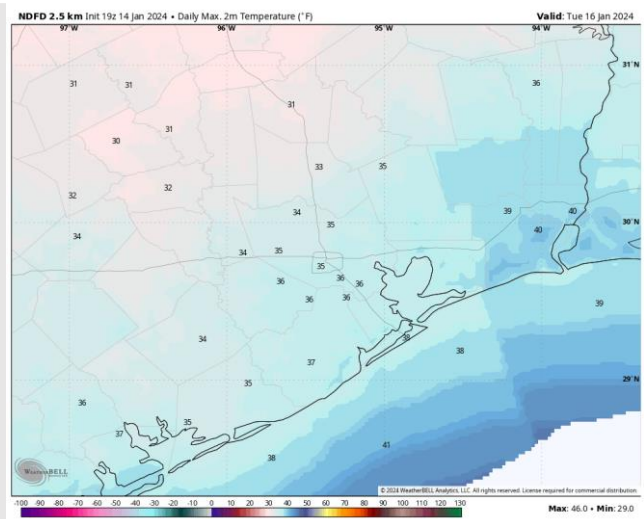 NDFD 2.5 km Init 19z 14 Jan 2024 • Daily Max. 2m Temperature (°F)
Valid: Tue 16 Jan 2024
97°W 96°W 95°W 94°W
31°N
31 31 36
31
30 31
33 35
32 32
34 39 40
34 35 40 30°N
34 35
35
36 36 36
36 36
39
38
34 38
37
35 29°N
36
37 35
41
38
WeatherBELL
© 2024 WeatherBELL Analytics, LLC. All rights reserved. License required for commercial distribution.
-100 -90 -80 -70 -60 -50 -40 -30 -20 -10 0 10 20 30 40 50 60 70 80 90 100 110 120 130
Max: 46.0 • Min: 29.0